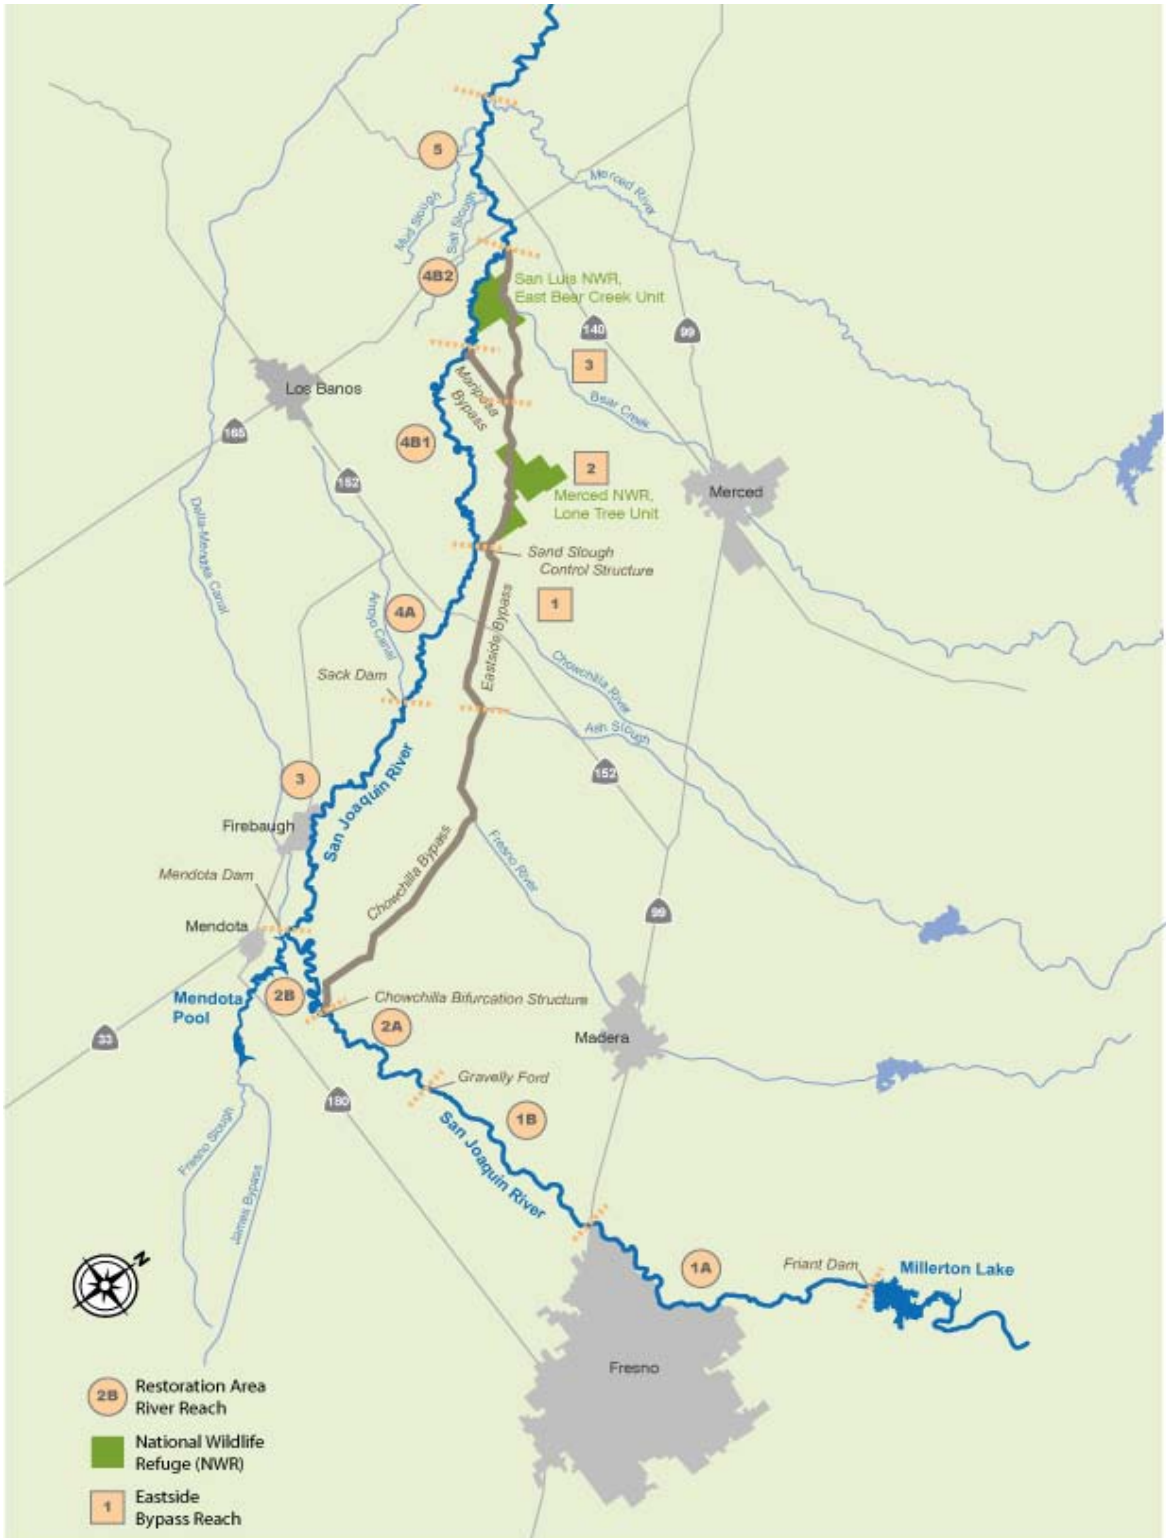 5
Merced River
Mud Slough
Salt Slough
4B2
San Luis NWR,
East Bear Creek Unit
140
99
3
Mariposa
Bypass
Bear Creek
Los Banos
165
4B1
152
2
Merced NWR,
Lone Tree Unit
Merced
Delta-Mendota Canal
Sand Slough
Control Structure
1
Eastside Bypass
4A
Arroyo Canal
Sack Dam
Chowchilla River
Ash Slough
152
3
San Joaquin River
Firebaugh
Chowchilla Bypass
Fresno River
Mendota Dam
Mendota
99
Mendota
Pool
2B
Chowchilla Bifurcation Structure
2A
33
Madera
Gravelly Ford
180
1B
San Joaquin River
Fresno Slough
James Bypass
N
1A
Friant Dam
Millerton Lake
Fresno
2B
Restoration Area
River Reach
National Wildlife
Refuge (NWR)
1
Eastside
Bypass Reach